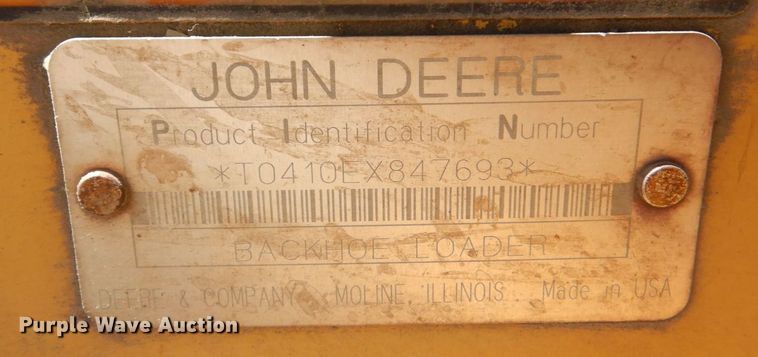 JOHN DEERE
Product Identification Number
*T0410EX847693*
BACKHOE LOADER
DEERE & COMPANY MOLINE, ILLINOIS Made in USA
Purple Wave Auction